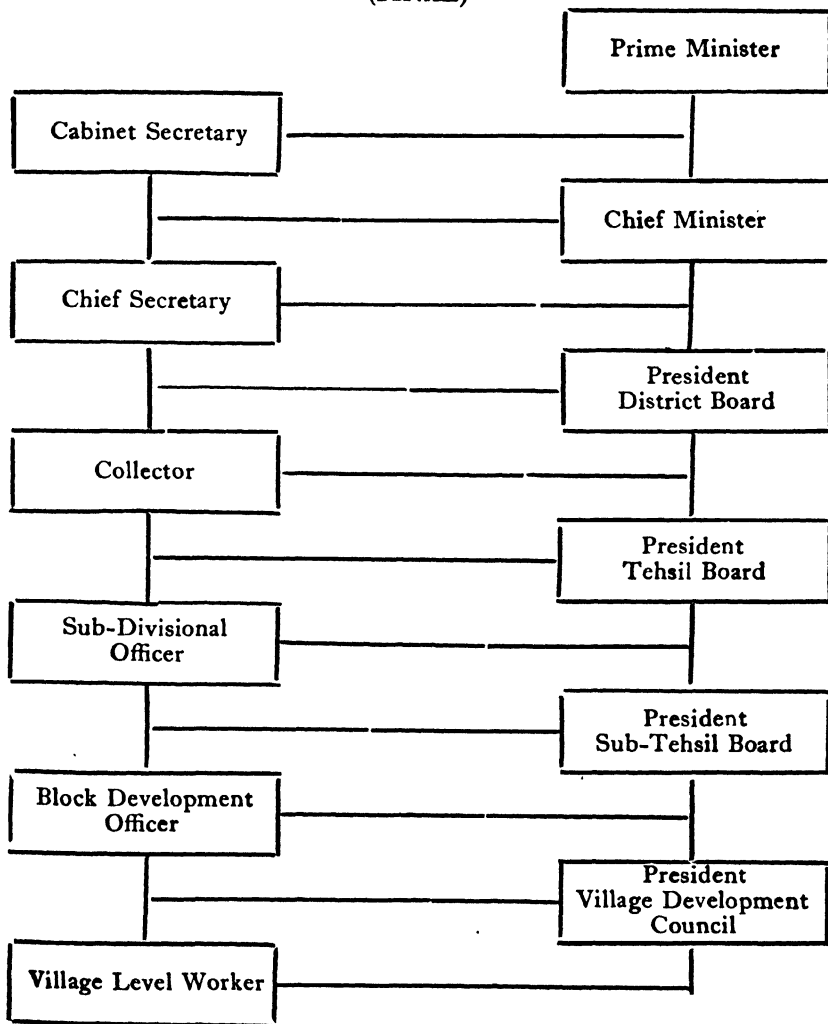 Prime Minister
Cabinet Secretary
Chief Minister
Chief Secretary
President
District Board
Collector
President
Tehsil Board
Sub-Divisional
Officer
President
Sub-Tehsil Board
Block Development
Officer
President
Village Development
Council
Village Level Worker